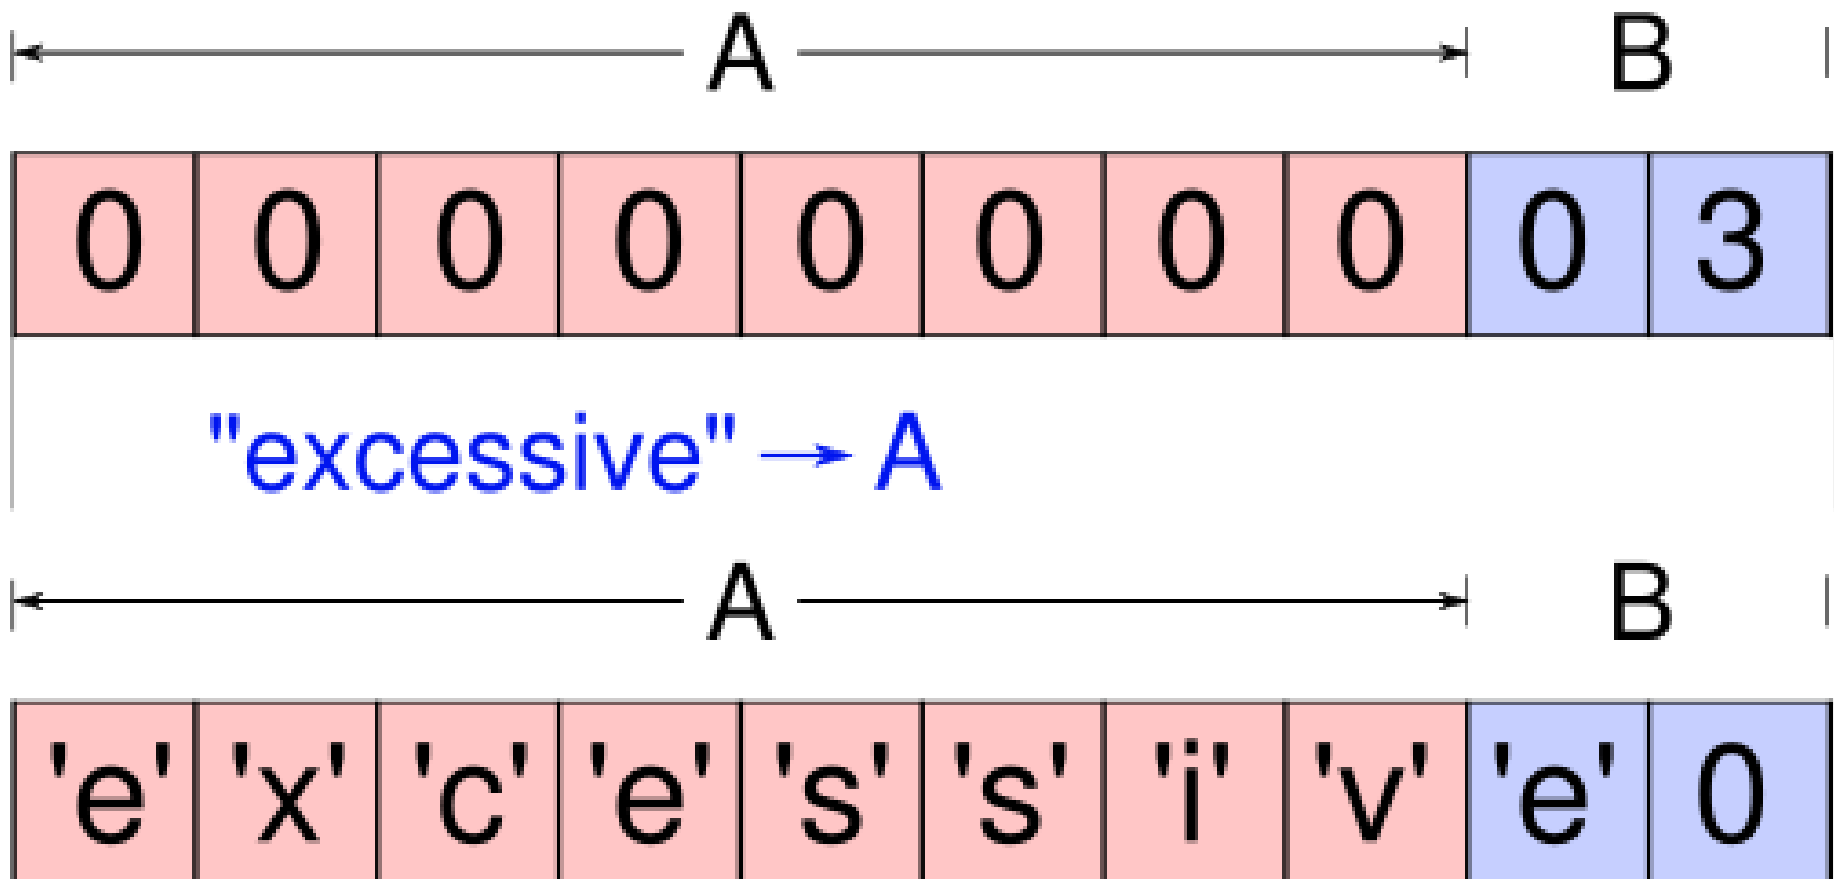 A B
0 0 0 0 0 0 0 0 0 3
"excessive" → A
A B
'e' 'x' 'c' 'e' 's' 's' 'i' 'v' 'e' 0